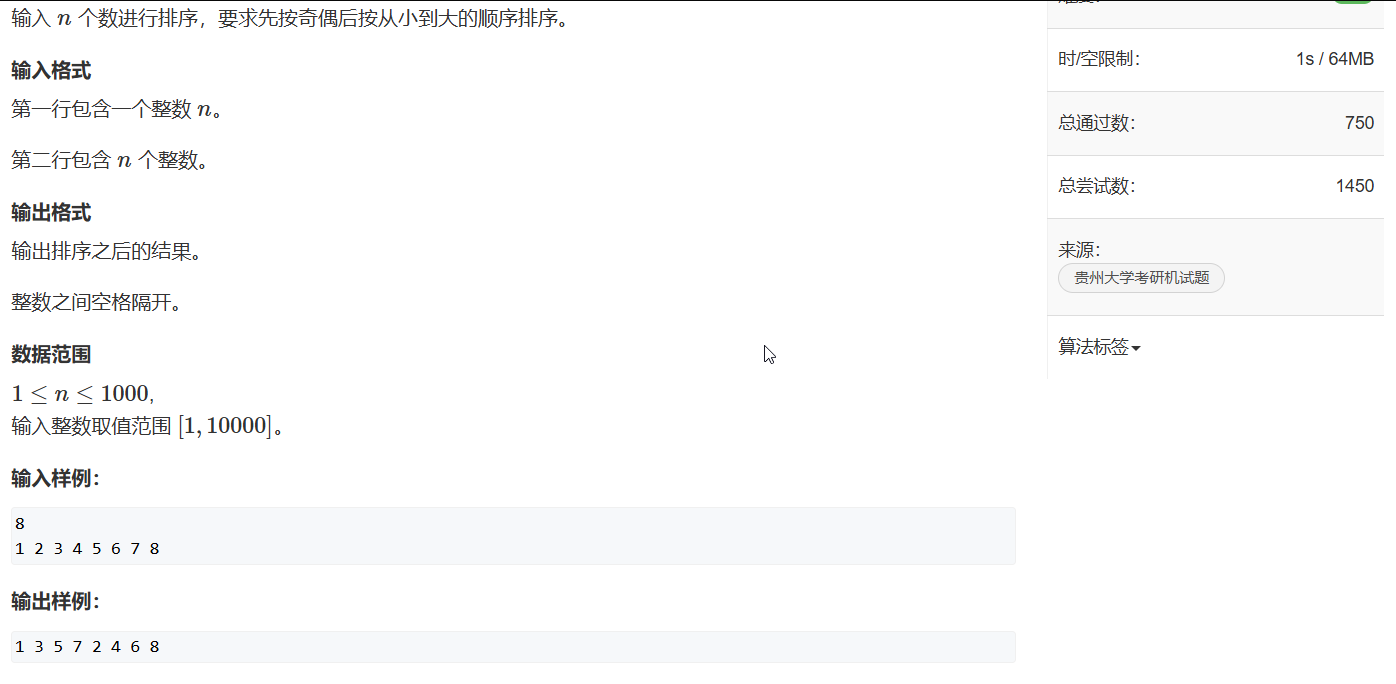 输入 n 个数进行排序，要求先按奇偶后按从小到大的顺序排序。
输入格式
第一行包含一个整数 n。
第二行包含 n 个整数。
输出格式
输出排序之后的结果。
整数之间空格隔开。
数据范围
1 ≤ n ≤ 1000,
输入整数取值范围 [1, 10000]。
输入样例：
8
1 2 3 4 5 6 7 8
输出样例：
1 3 5 7 2 4 6 8
时/空限制： 1s / 64MB
总通过数： 750
总尝试数： 1450
来源：
贵州大学考研机试题
算法标签